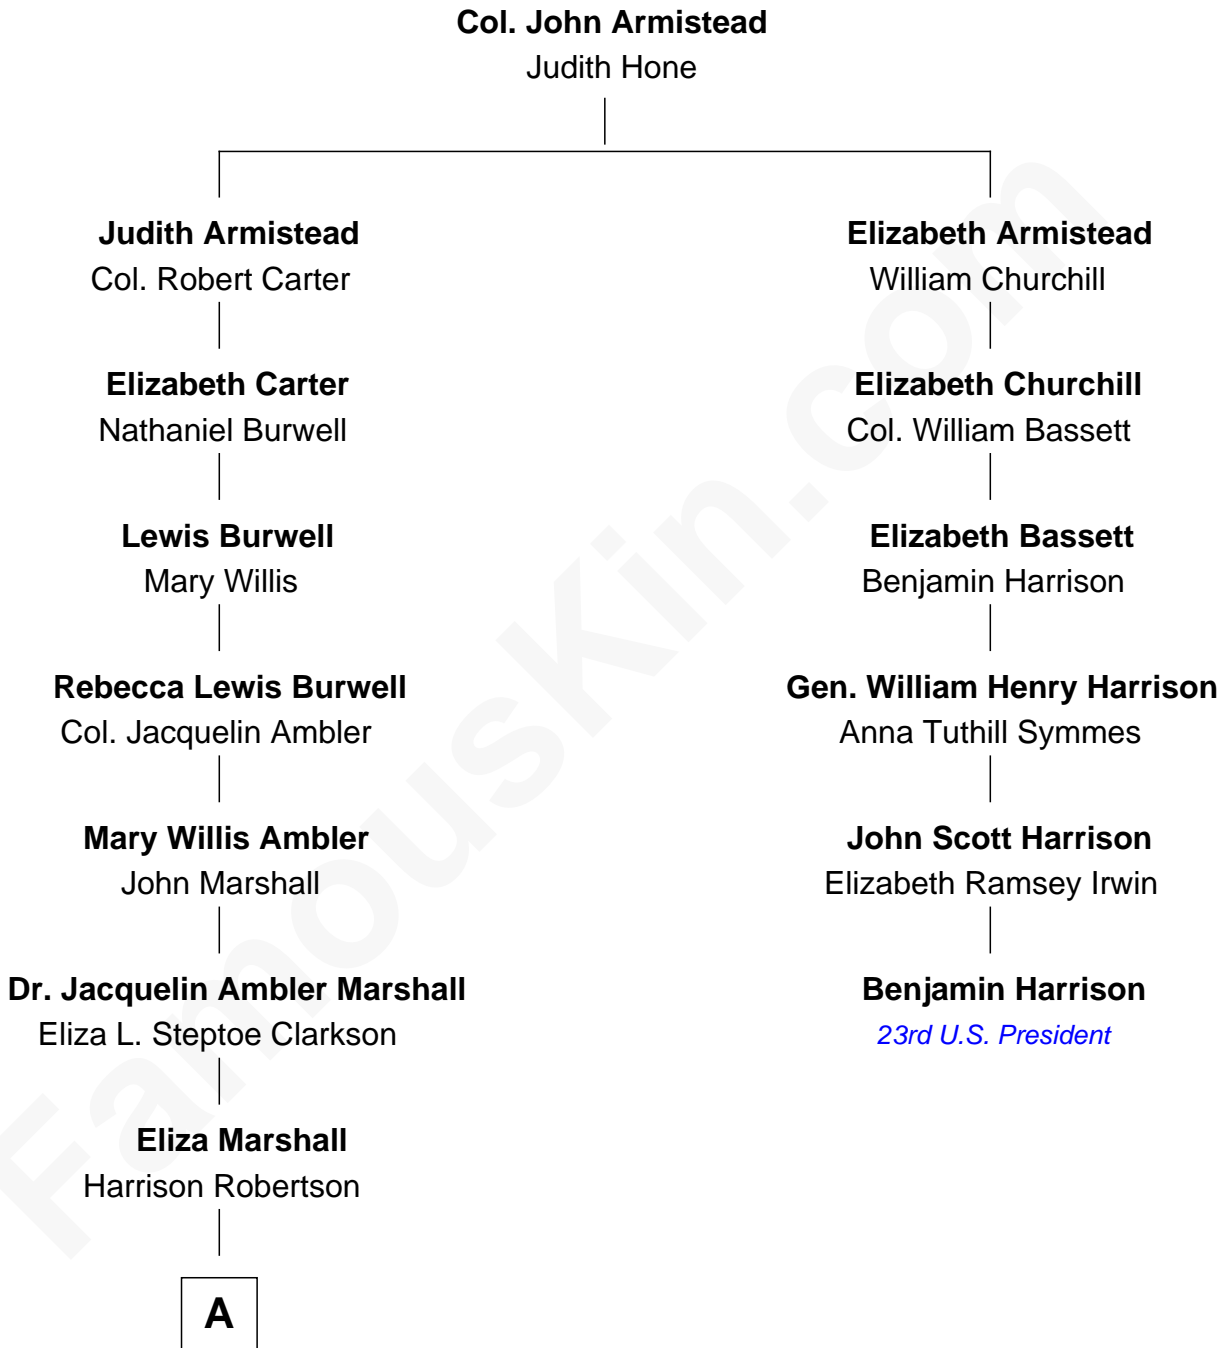 Col. John Armistead
Judith Hone
Judith Armistead
Col. Robert Carter
Elizabeth Carter
Nathaniel Burwell
Lewis Burwell
Mary Willis
Rebecca Lewis Burwell
Col. Jacquelin Ambler
Mary Willis Ambler
John Marshall
Dr. Jacquelin Ambler Marshall
Eliza L. Steptoe Clarkson
Eliza Marshall
Harrison Robertson
A
Elizabeth Armistead
William Churchill
Elizabeth Churchill
Col. William Bassett
Elizabeth Bassett
Benjamin Harrison
Gen. William Henry Harrison
Anna Tuthill Symmes
John Scott Harrison
Elizabeth Ramsey Irwin
Benjamin Harrison
23rd U.S. President
FamousKin.com